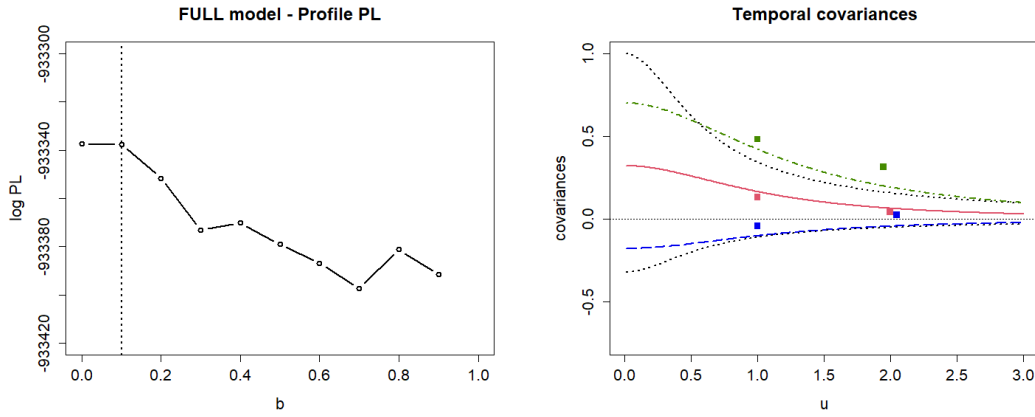 FULL model - Profile PL
log PL
-933300
-933340
-933380
-933420
0.0 0.2 0.4 0.6 0.8 1.0
b
Temporal covariances
covariances
1.0
0.5
0.0
-0.5
0.0 0.5 1.0 1.5 2.0 2.5 3.0
u